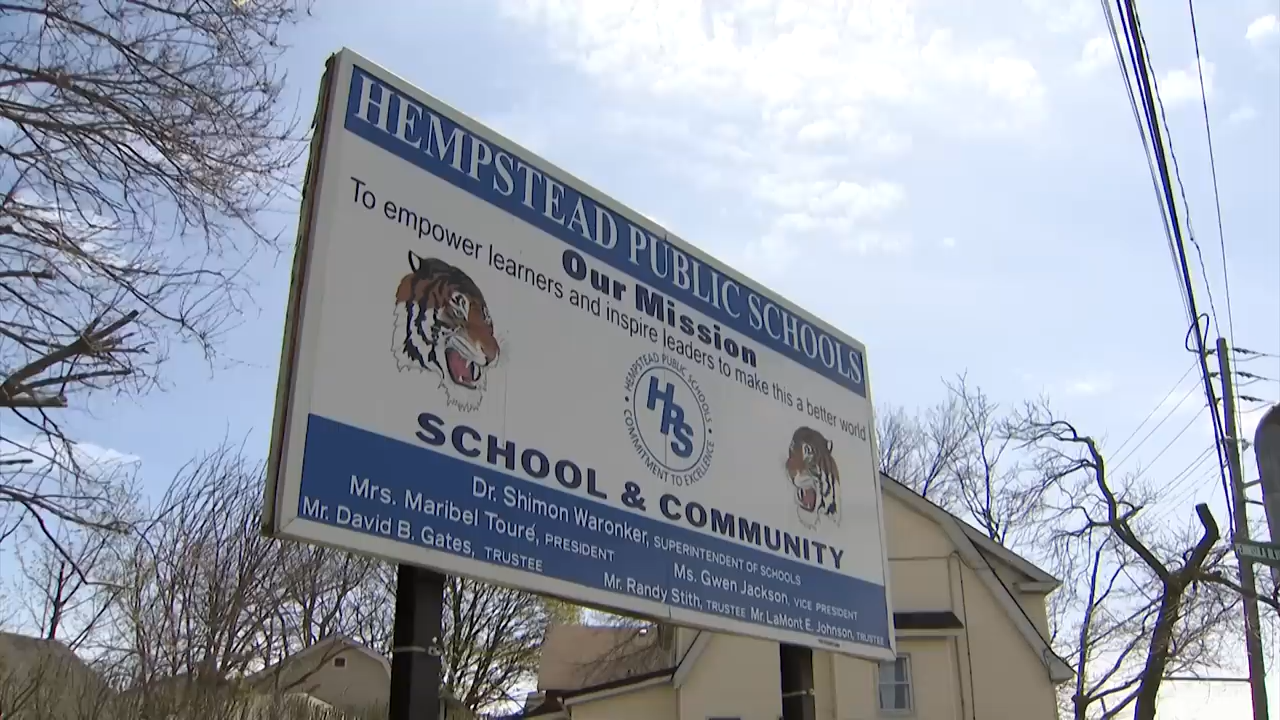 HEMPSTEAD PUBLIC SCHOOLS
Our Mission
To empower learners and inspire leaders to make this a better world
HEMPSTEAD PUBLIC SCHOOLS
HPS
COMMITMENT TO EXCELLENCE
SCHOOL & COMMUNITY
Dr. Shimon Waronker, SUPERINTENDENT OF SCHOOLS
Mrs. Maribel Touré, PRESIDENT
Ms. Gwen Jackson, VICE PRESIDENT
Mr. David B. Gates, TRUSTEE
Mr. Randy Stith, TRUSTEE
Mr. LaMont E. Johnson, TRUSTEE